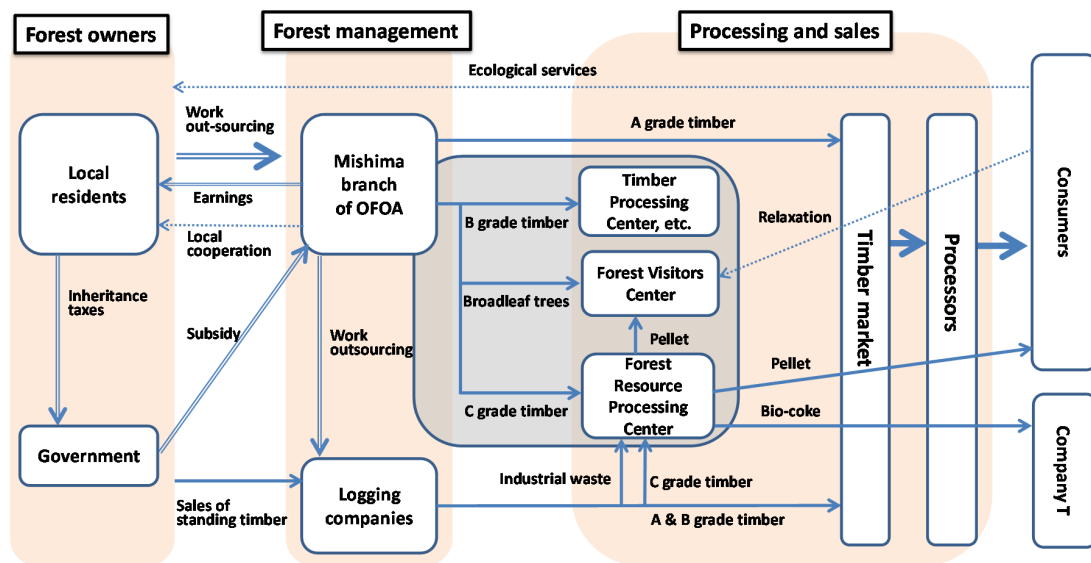 Forest owners
Forest management
Processing and sales
Ecological services
Work
out-sourcing
A grade timber
Local
residents
Mishima
branch
of OFOA
Earnings
Local
cooperation
B grade timber
Timber
Processing
Center, etc.
Relaxation
Consumers
Timber market
Processors
Forest Visitors
Center
Broadleaf trees
Inheritance
taxes
Subsidy
Work
outsourcing
Pellet
Forest
Resource
Processing
Center
Pellet
C grade timber
Bio-coke
Government
Company T
Industrial waste
C grade timber
Sales of
standing timber
Logging
companies
A & B grade timber